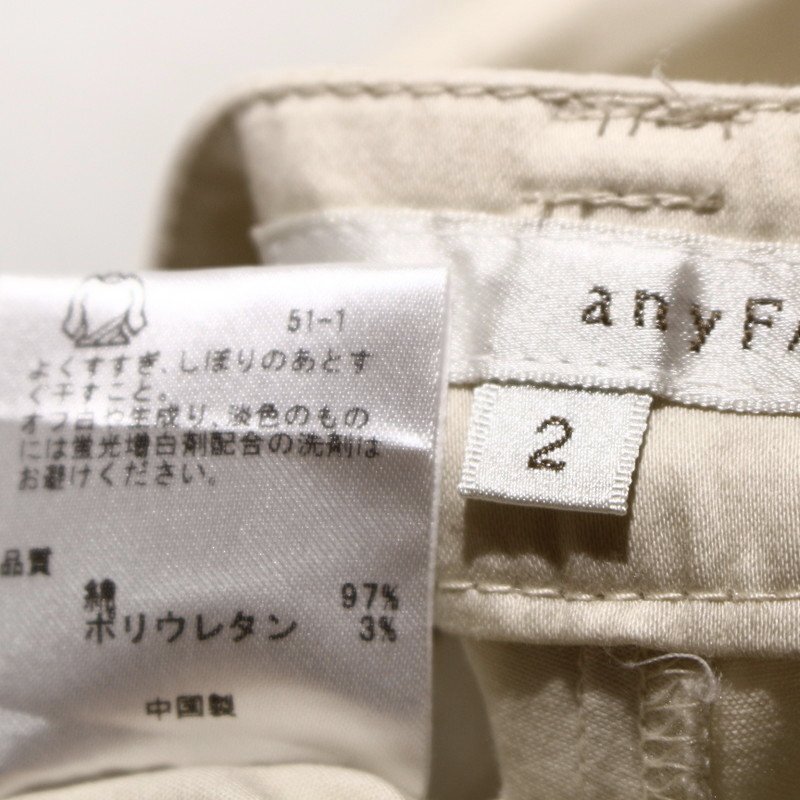 51-1
よくすすぎ、しぼりのあとす
ぐ干すこと。
オフ白や生成り、淡色のもの
には蛍光増白剤配合の洗剤は
お避けください。
品質
綿 97%
ポリウレタン 3%
中国製
anyFA
2